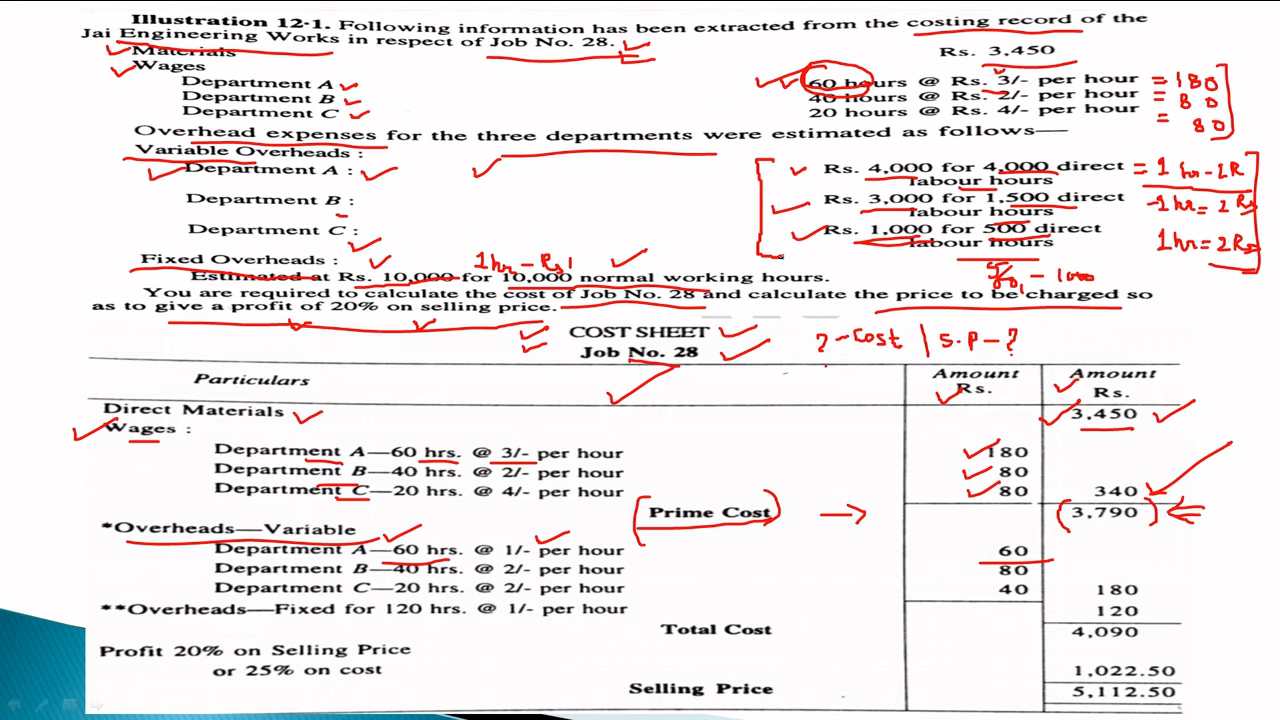 Illustration 12·1. Following information has been extracted from the costing record of the
Jai Engineering Works in respect of Job No. 28.
Materials Rs. 3,450
Wages
Department A 60 hours @ Rs. 3/- per hour = 180
Department B 40 hours @ Rs. 2/- per hour = 80
Department C 20 hours @ Rs. 4/- per hour = 80
Overhead expenses for the three departments were estimated as follows—
Variable Overheads :
Department A : Rs. 4,000 for 4,000 direct
labour hours
Department B : Rs. 3,000 for 1,500 direct
labour hours
1hr = 2 Rs
Department C : Rs. 1,000 for 500 direct
labour hours
1hr = 2Rs
Fixed Overheads : 1hr - Rs 1
Estimated at Rs. 10,000 for 10,000 normal working hours.
You are required to calculate the cost of Job No. 28 and calculate the price to be charged so
as to give a profit of 20% on selling price.
COST SHEET
Job No. 28
? - Cost | S.P - ?
Particulars Amount Rs. Amount Rs.
Direct Materials 3,450
Wages :
Department A—60 hrs. @ 3/- per hour 180
Department B—40 hrs. @ 2/- per hour 80
Department C—20 hrs. @ 4/- per hour 80 340
Prime Cost 3,790
*Overheads—Variable
Department A—60 hrs. @ 1/- per hour 60
Department B—40 hrs. @ 2/- per hour 80
Department C—20 hrs. @ 2/- per hour 40 180
**Overheads—Fixed for 120 hrs. @ 1/- per hour 120
Total Cost 4,090
Profit 20% on Selling Price
or 25% on cost 1,022.50
Selling Price 5,112.50